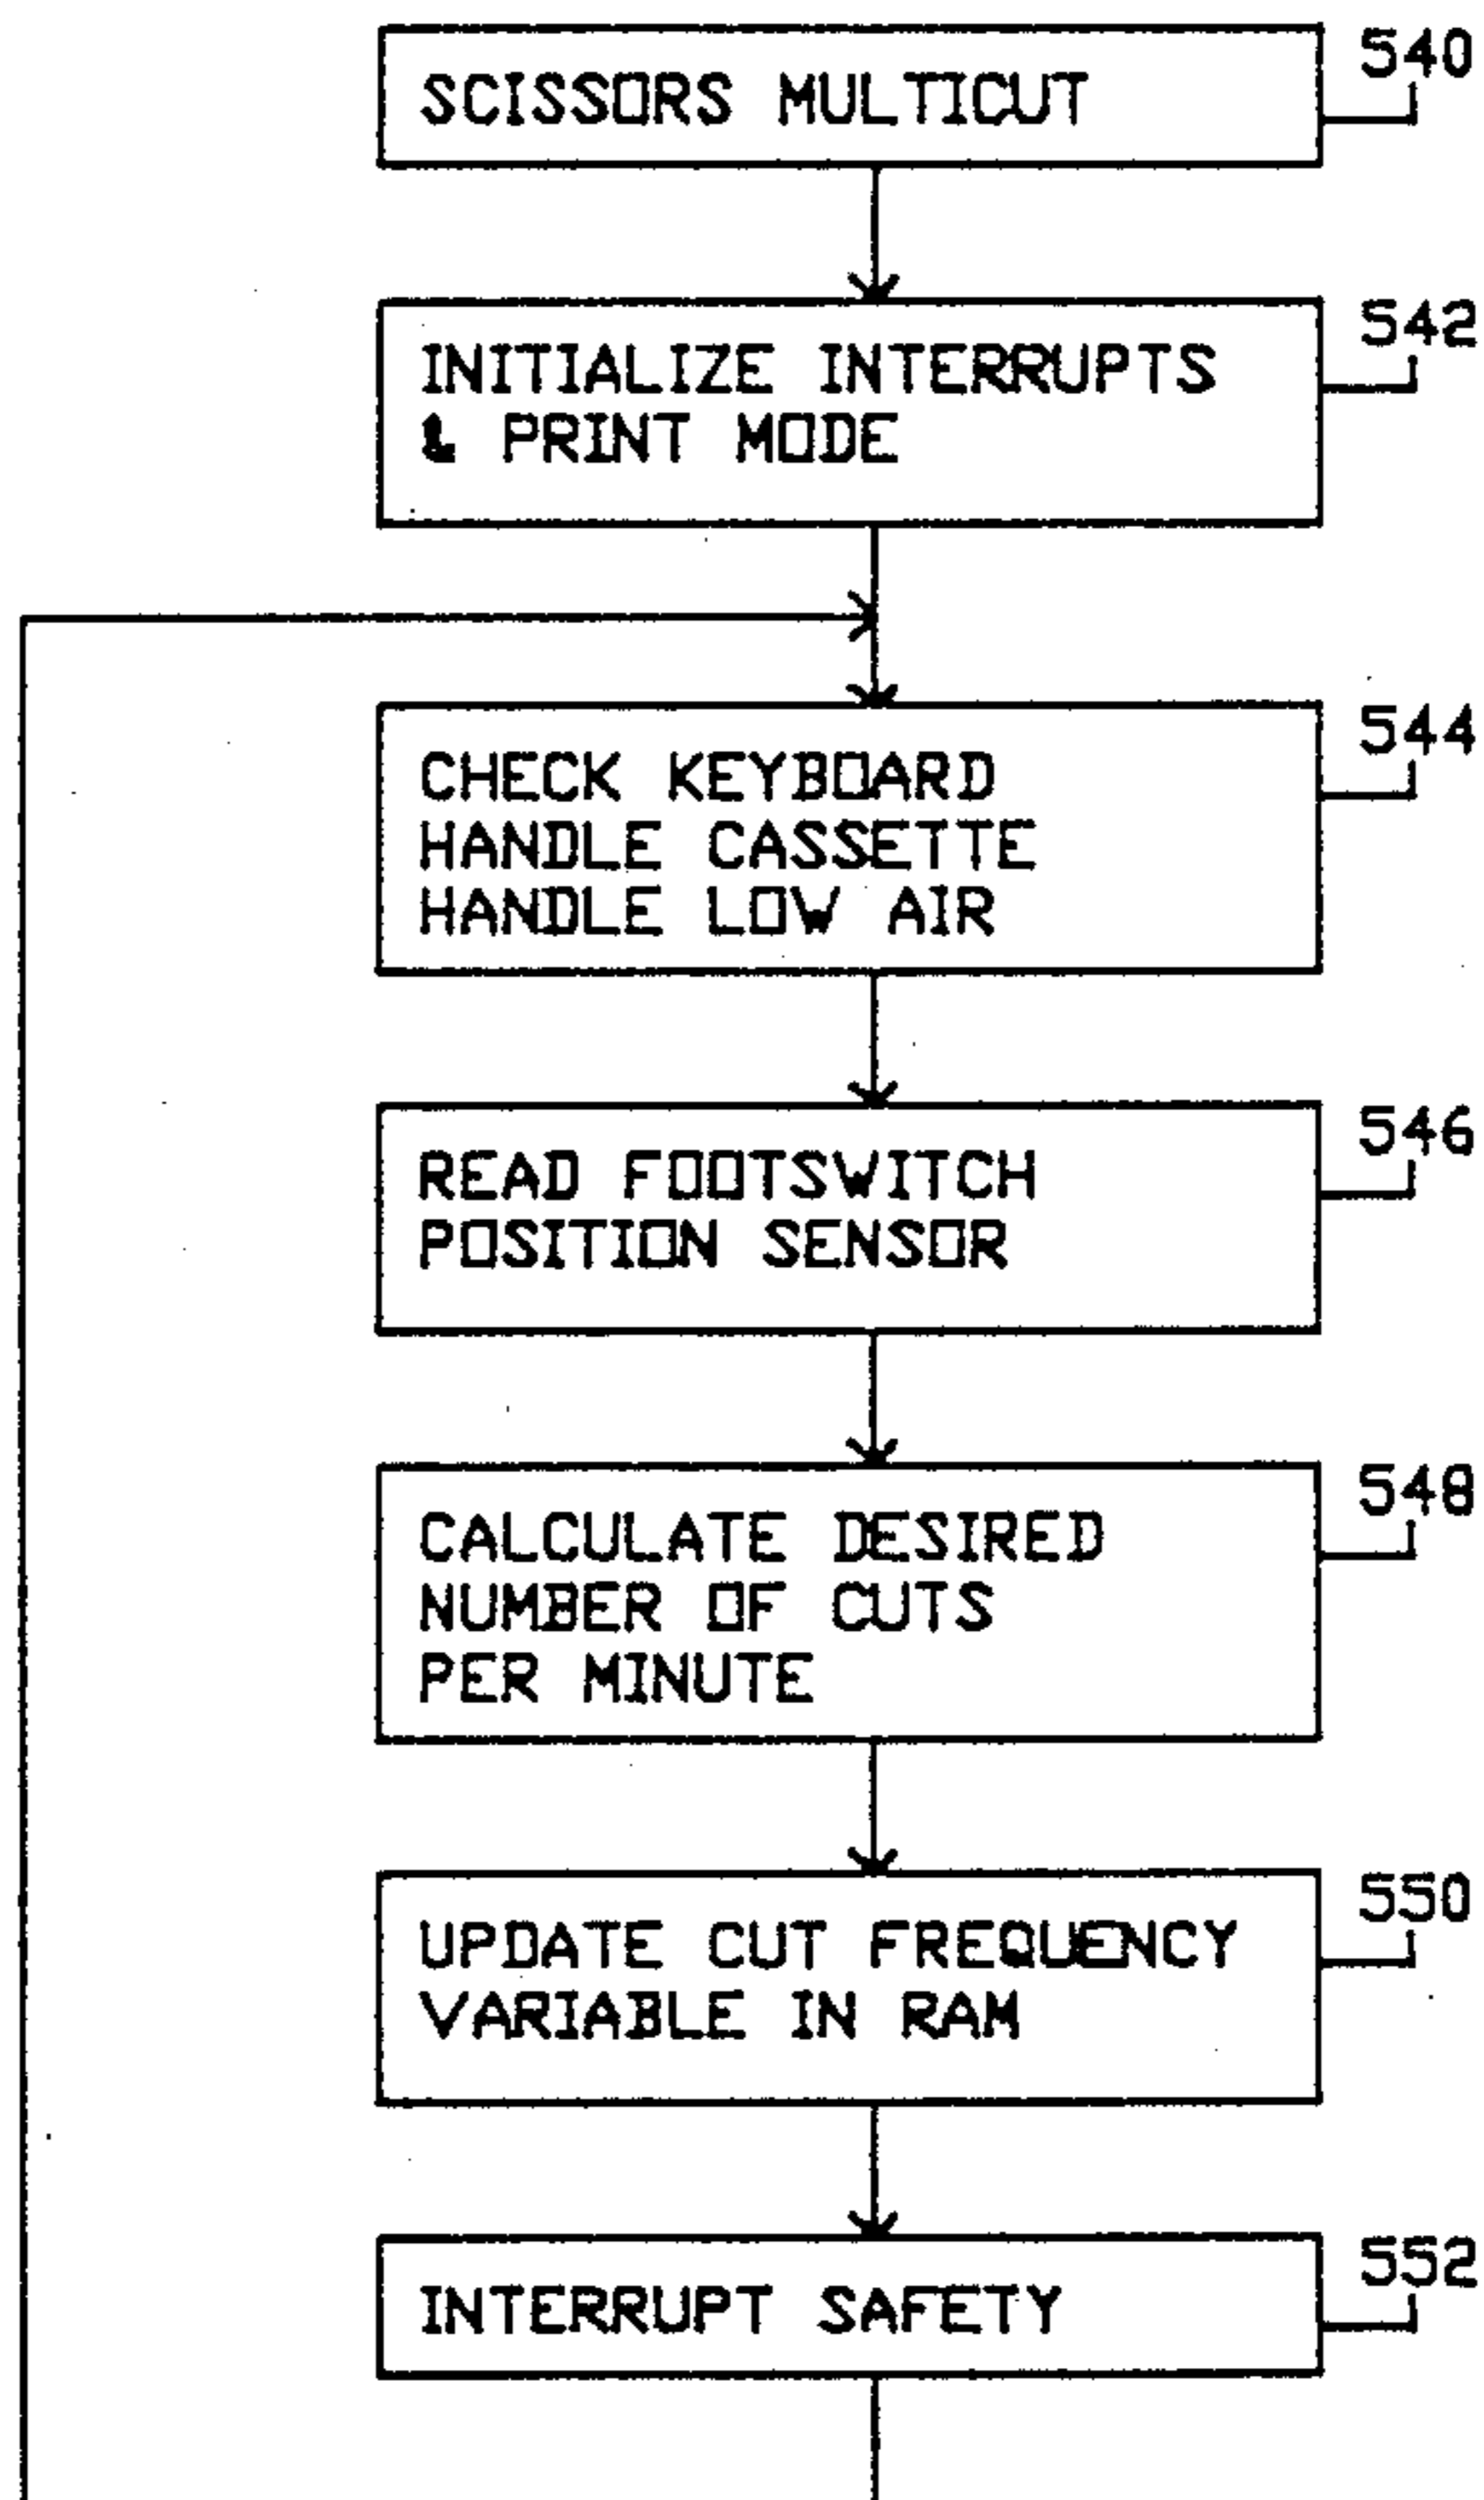 SCISSORS MULTICUT
540
INITIALIZE INTERRUPTS
& PRINT MODE
542
CHECK KEYBOARD
HANDLE CASSETTE
HANDLE LOW AIR
544
READ FOOTSWITCH
POSITION SENSOR
546
CALCULATE DESIRED
NUMBER OF CUTS
PER MINUTE
548
UPDATE CUT FREQUENCY
VARIABLE IN RAM
550
INTERRUPT SAFETY
552